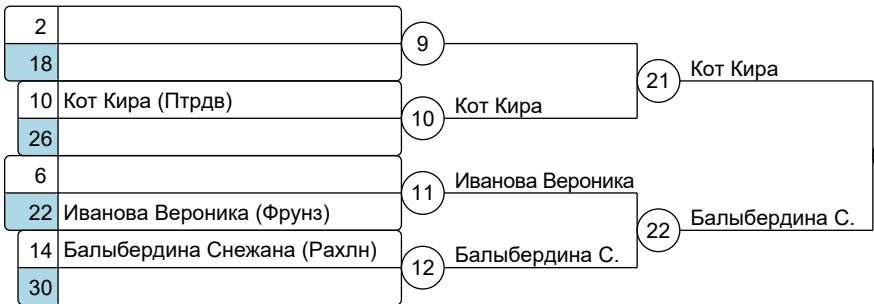 2
18
9
10 Кот Кира (Птрдв)
26
10
Кот Кира
21
Кот Кира
6
22 Иванова Вероника (Фрунз)
11
Иванова Вероника
14 Балыбердина Снежана (Рахлн)
30
12
Балыбердина С.
22
Балыбердина С.